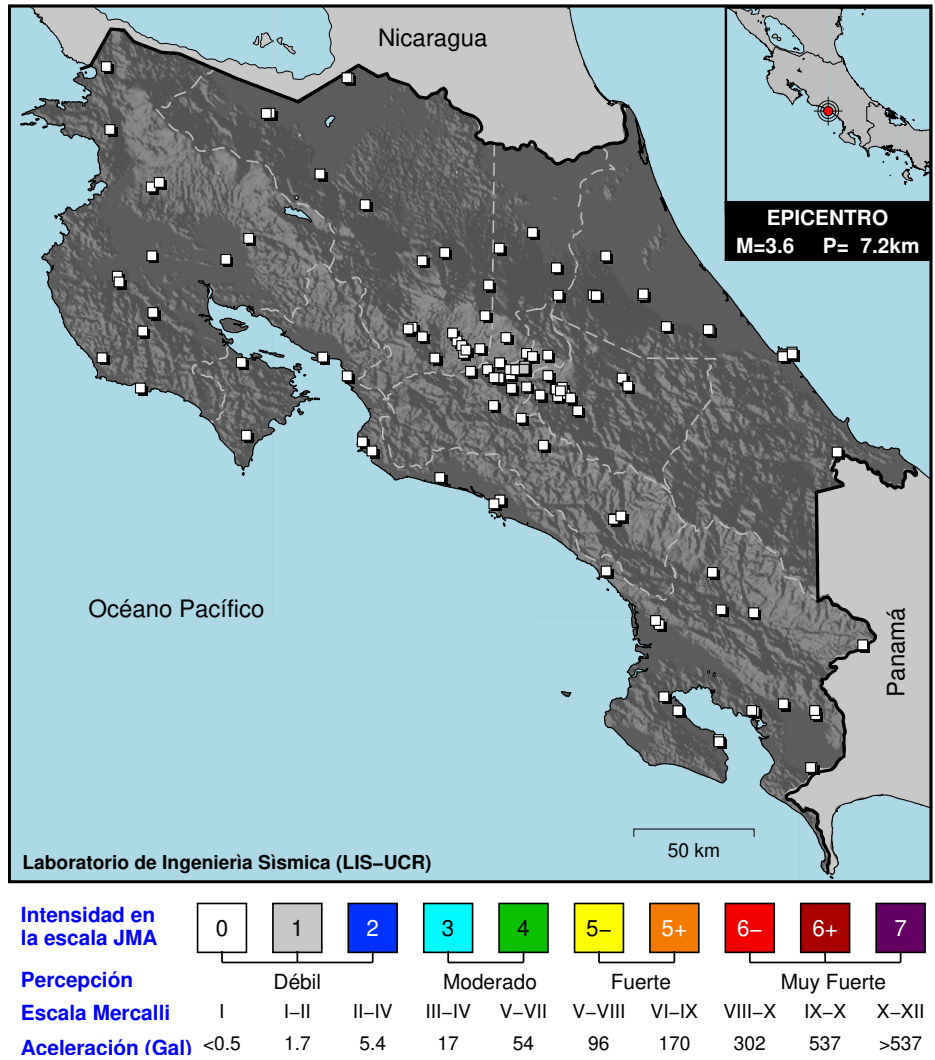 Nicaragua
EPICENTRO
M=3.6 P= 7.2km
Océano Pacífico
Panamá
50 km
Laboratorio de Ingenierìa Sìsmica (LIS–UCR)
Intensidad en
la escala JMA
0 1 2 3 4 5– 5+ 6– 6+ 7
Percepción Débil Moderado Fuerte Muy Fuerte
Escala Mercalli I I–II II–IV III–IV V–VII V–VIII VI–IX VIII–X IX–X X–XII
Aceleración (Gal) <0.5 1.7 5.4 17 54 96 170 302 537 >537